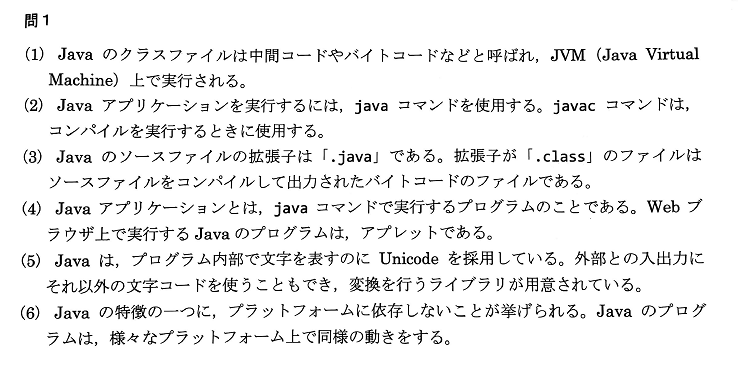 問1
(1) Java のクラスファイルは中間コードやバイトコードなどと呼ばれ，JVM（Java Virtual
Machine）上で実行される。
(2) Java アプリケーションを実行するには，java コマンドを使用する。javac コマンドは，
コンパイルを実行するときに使用する。
(3) Java のソースファイルの拡張子は「.java」である。拡張子が「.class」のファイルは
ソースファイルをコンパイルして出力されたバイトコードのファイルである。
(4) Java アプリケーションとは，java コマンドで実行するプログラムのことである。Web ブ
ラウザ上で実行する Java のプログラムは，アプレットである。
(5) Java は，プログラム内部で文字を表すのに Unicode を採用している。外部との入出力に
それ以外の文字コードを使うこともでき，変換を行うライブラリが用意されている。
(6) Java の特徴の一つに，プラットフォームに依存しないことが挙げられる。Java のプログ
ラムは，様々なプラットフォーム上で同様の動きをする。